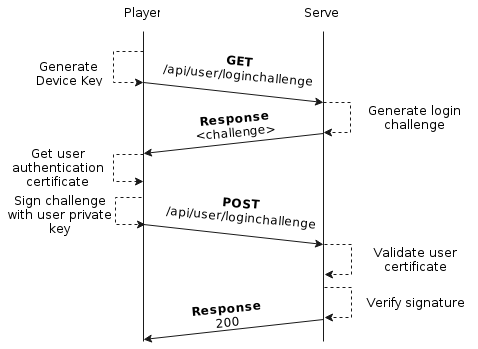 Player
Serve
Generate
Device Key
GET
/api/user/loginchallenge
Generate login
challenge
Response
<challenge>
Get user
authentication
certificate
Sign challenge
with user private
key
POST
/api/user/loginchallenge
Validate user
certificate
Verify signature
Response
200